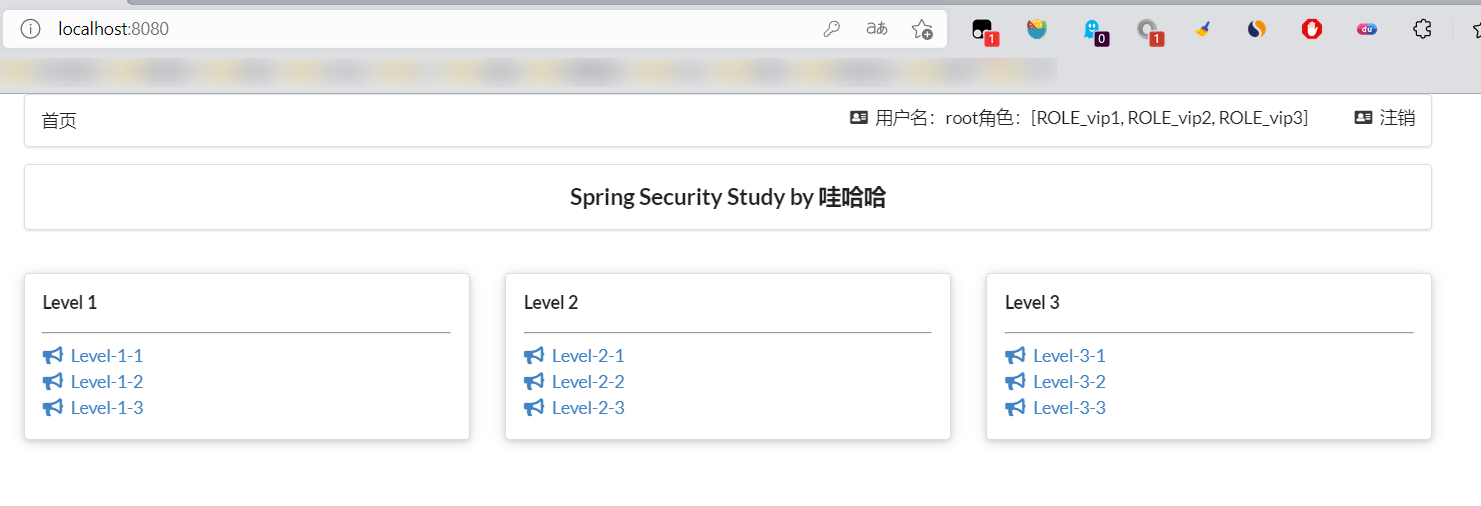 localhost:8080
aあ
1
0
1
du
首页
用户名：root角色：[ROLE_vip1, ROLE_vip2, ROLE_vip3]
注销
Spring Security Study by 哇哈哈
Level 1
Level-1-1
Level-1-2
Level-1-3
Level 2
Level-2-1
Level-2-2
Level-2-3
Level 3
Level-3-1
Level-3-2
Level-3-3